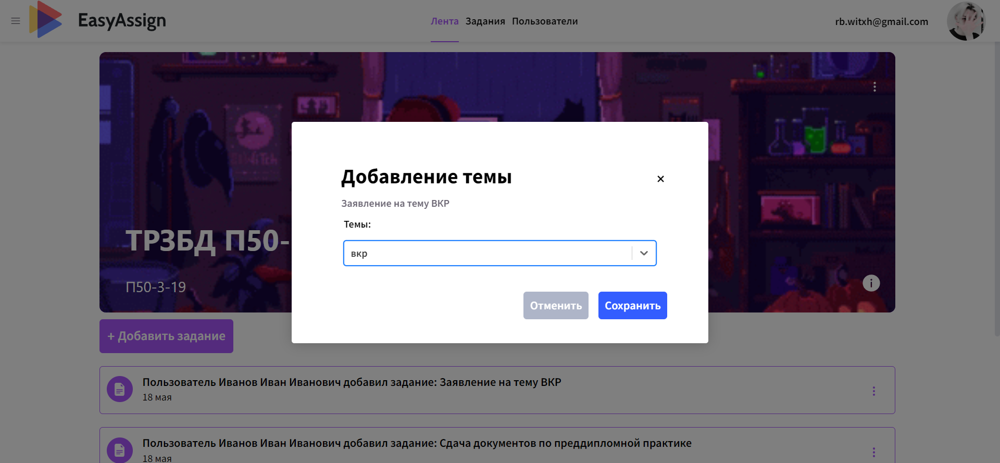 EasyAssign
Лента Задания Пользователи
rb.witxh@gmail.com
ТРЗБД П50-
П50-3-19
Добавление темы
×
Заявление на тему ВКР
Темы:
вкр
Отменить Сохранить
+ Добавить задание
Пользователь Иванов Иван Иванович добавил задание: Заявление на тему ВКР
18 мая
Пользователь Иванов Иван Иванович добавил задание: Сдача документов по преддипломной практике
18 мая